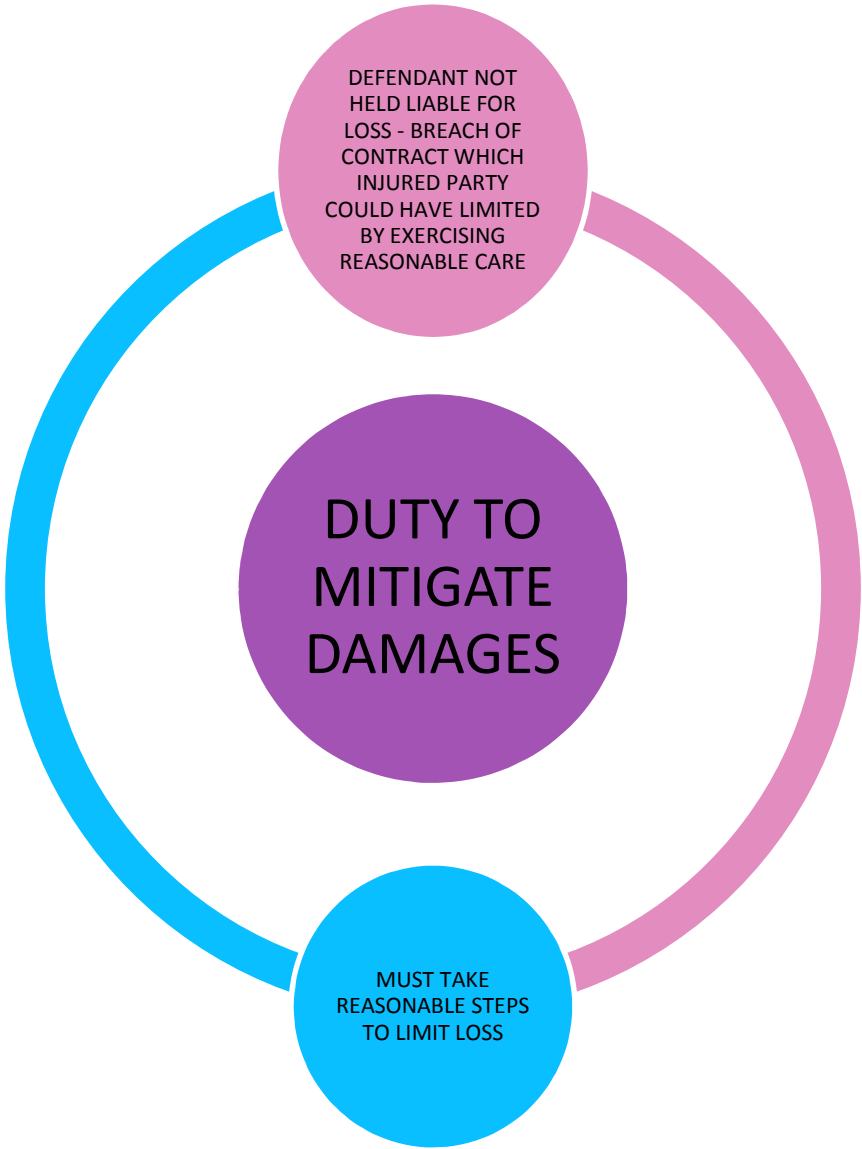 DEFENDANT NOT
HELD LIABLE FOR
LOSS - BREACH OF
CONTRACT WHICH
INJURED PARTY
COULD HAVE LIMITED
BY EXERCISING
REASONABLE CARE
DUTY TO
MITIGATE
DAMAGES
MUST TAKE
REASONABLE STEPS
TO LIMIT LOSS